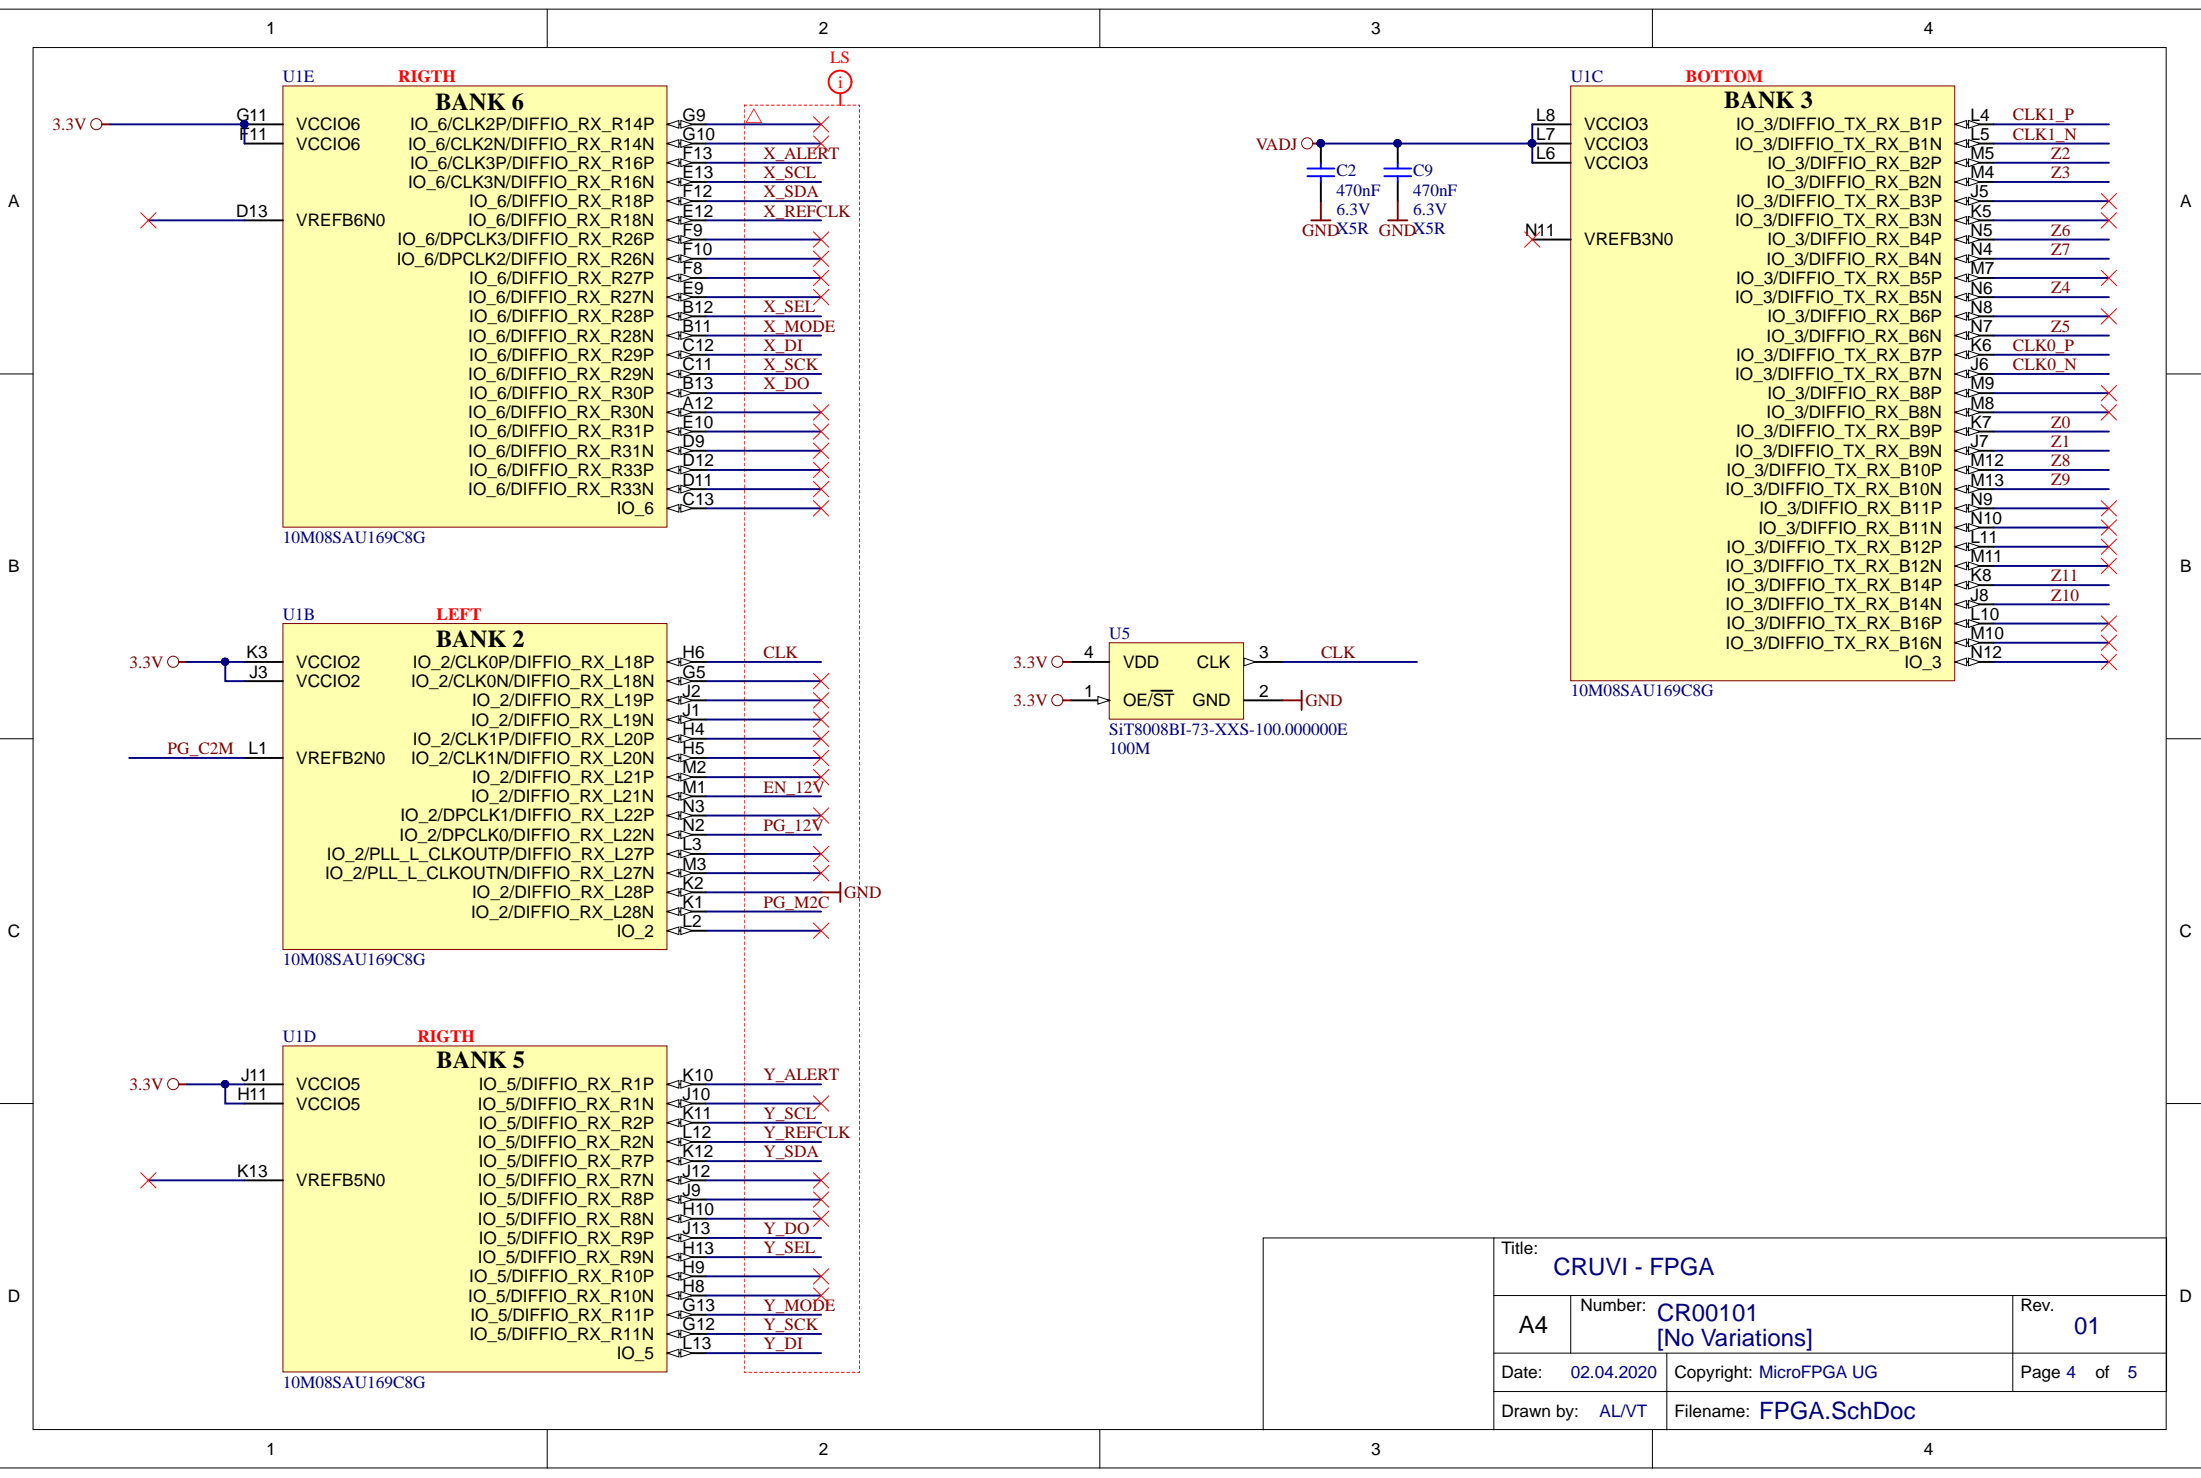 1 2 3 4
A A
B B
C C
D D
LS
i
U1E RIGTH
BANK 6
3.3V G11 VCCIO6 IO_6/CLK2P/DIFFIO_RX_R14P G9
F11 VCCIO6 IO_6/CLK2N/DIFFIO_RX_R14N G10
IO_6/CLK3P/DIFFIO_RX_R16P F13 X_ALERT
IO_6/CLK3N/DIFFIO_RX_R16N E13 X_SCL
IO_6/DIFFIO_RX_R18P F12 X_SDA
D13 VREFB6N0 IO_6/DIFFIO_RX_R18N E12 X_REFCLK
IO_6/DPCLK3/DIFFIO_RX_R26P F9
IO_6/DPCLK2/DIFFIO_RX_R26N F10
IO_6/DIFFIO_RX_R27P F8
IO_6/DIFFIO_RX_R27N E9
IO_6/DIFFIO_RX_R28P B12 X_SEL
IO_6/DIFFIO_RX_R28N B11 X_MODE
IO_6/DIFFIO_RX_R29P C12 X_DI
IO_6/DIFFIO_RX_R29N C11 X_SCK
IO_6/DIFFIO_RX_R30P B13 X_DO
IO_6/DIFFIO_RX_R30N A12
IO_6/DIFFIO_RX_R31P E10
IO_6/DIFFIO_RX_R31N D9
IO_6/DIFFIO_RX_R33P D12
IO_6/DIFFIO_RX_R33N D11
IO_6 C13
10M08SAU169C8G
U1B LEFT
BANK 2
3.3V K3 VCCIO2 IO_2/CLK0P/DIFFIO_RX_L18P H6 CLK
J3 VCCIO2 IO_2/CLK0N/DIFFIO_RX_L18N G5
IO_2/DIFFIO_RX_L19P J2
IO_2/DIFFIO_RX_L19N J1
IO_2/CLK1P/DIFFIO_RX_L20P H4
PG_C2M L1 VREFB2N0 IO_2/CLK1N/DIFFIO_RX_L20N H5
IO_2/DIFFIO_RX_L21P M2
IO_2/DIFFIO_RX_L21N M1 EN_12V
IO_2/DPCLK1/DIFFIO_RX_L22P N3
IO_2/DPCLK0/DIFFIO_RX_L22N N2 PG_12V
IO_2/PLL_L_CLKOUTP/DIFFIO_RX_L27P L3
IO_2/PLL_L_CLKOUTN/DIFFIO_RX_L27N M3
IO_2/DIFFIO_RX_L28P K2 GND
IO_2/DIFFIO_RX_L28N K1 PG_M2C
IO_2 L2
10M08SAU169C8G
U1D RIGTH
BANK 5
3.3V J11 VCCIO5 IO_5/DIFFIO_RX_R1P K10 Y_ALERT
H11 VCCIO5 IO_5/DIFFIO_RX_R1N J10
IO_5/DIFFIO_RX_R2P K11 Y_SCL
IO_5/DIFFIO_RX_R2N L12 Y_REFCLK
IO_5/DIFFIO_RX_R7P K12 Y_SDA
K13 VREFB5N0 IO_5/DIFFIO_RX_R7N J12
IO_5/DIFFIO_RX_R8P J9
IO_5/DIFFIO_RX_R8N H10
IO_5/DIFFIO_RX_R9P J13 Y_DO
IO_5/DIFFIO_RX_R9N H13 Y_SEL
IO_5/DIFFIO_RX_R10P H9
IO_5/DIFFIO_RX_R10N H8
IO_5/DIFFIO_RX_R11P G13 Y_MODE
IO_5/DIFFIO_RX_R11N G12 Y_SCK
IO_5 L13 Y_DI
10M08SAU169C8G
U5
3.3V 4 VDD CLK 3 CLK
3.3V 1 OE/ST GND 2 GND
SiT8008BI-73-XXS-100.000000E
100M
VADJ
C2 C9
470nF 470nF
6.3V 6.3V
GND X5R GND X5R
U1C BOTTOM
BANK 3
L8 VCCIO3 IO_3/DIFFIO_TX_RX_B1P L4 CLK1_P
L7 VCCIO3 IO_3/DIFFIO_TX_RX_B1N L5 CLK1_N
L6 VCCIO3 IO_3/DIFFIO_RX_B2P M5 Z2
IO_3/DIFFIO_RX_B2N M4 Z3
IO_3/DIFFIO_TX_RX_B3P J5
IO_3/DIFFIO_TX_RX_B3N K5
N11 VREFB3N0 IO_3/DIFFIO_RX_B4P N5 Z6
IO_3/DIFFIO_RX_B4N N4 Z7
IO_3/DIFFIO_TX_RX_B5P M7
IO_3/DIFFIO_TX_RX_B5N N6 Z4
IO_3/DIFFIO_RX_B6P N8
IO_3/DIFFIO_RX_B6N N7 Z5
IO_3/DIFFIO_TX_RX_B7P K6 CLK0_P
IO_3/DIFFIO_TX_RX_B7N J6 CLK0_N
IO_3/DIFFIO_RX_B8P M9
IO_3/DIFFIO_RX_B8N M8
IO_3/DIFFIO_TX_RX_B9P K7 Z0
IO_3/DIFFIO_TX_RX_B9N J7 Z1
IO_3/DIFFIO_TX_RX_B10P M12 Z8
IO_3/DIFFIO_TX_RX_B10N M13 Z9
IO_3/DIFFIO_RX_B11P N9
IO_3/DIFFIO_RX_B11N N10
IO_3/DIFFIO_TX_RX_B12P L11
IO_3/DIFFIO_TX_RX_B12N M11
IO_3/DIFFIO_TX_RX_B14P K8 Z11
IO_3/DIFFIO_TX_RX_B14N J8 Z10
IO_3/DIFFIO_TX_RX_B16P L10
IO_3/DIFFIO_TX_RX_B16N M10
IO_3 N12
10M08SAU169C8G
Title:
CRUVI - FPGA
A4 Number: CR00101 Rev. 01
[No Variations]
Date: 02.04.2020 Copyright: MicroFPGA UG Page 4 of 5
Drawn by: AL/VT Filename: FPGA.SchDoc
1 2 3 4